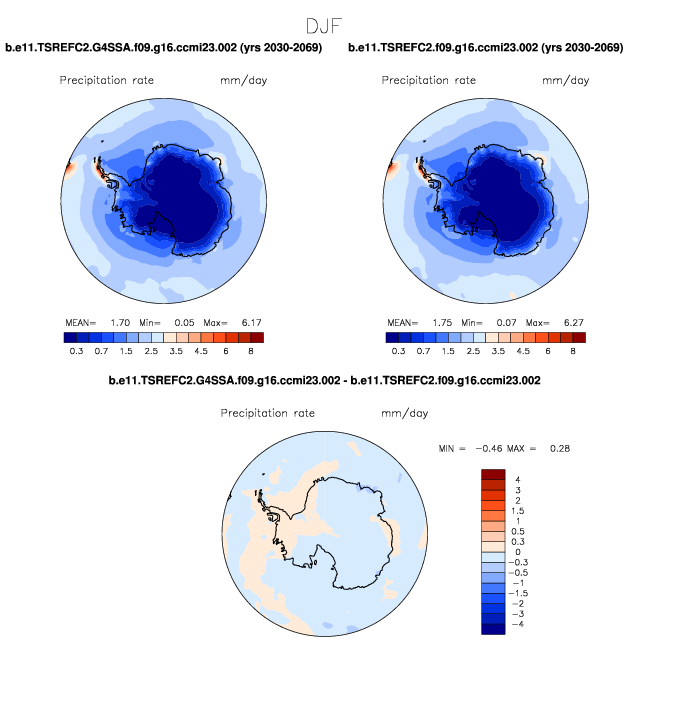 DJF
b.e11.TSREFC2.G4SSA.f09.g16.ccmi23.002 (yrs 2030-2069) b.e11.TSREFC2.f09.g16.ccmi23.002 (yrs 2030-2069)
Precipitation rate mm/day Precipitation rate mm/day
MEAN= 1.70 Min= 0.05 Max= 6.17 MEAN= 1.75 Min= 0.07 Max= 6.27
0.3 0.7 1.5 2.5 3.5 4.5 6 8 0.3 0.7 1.5 2.5 3.5 4.5 6 8
b.e11.TSREFC2.G4SSA.f09.g16.ccmi23.002 - b.e11.TSREFC2.f09.g16.ccmi23.002
Precipitation rate mm/day
MIN = -0.46 MAX = 0.28
4
3
2
1.5
1
0.5
0.3
0
-0.3
-0.5
-1
-1.5
-2
-3
-4